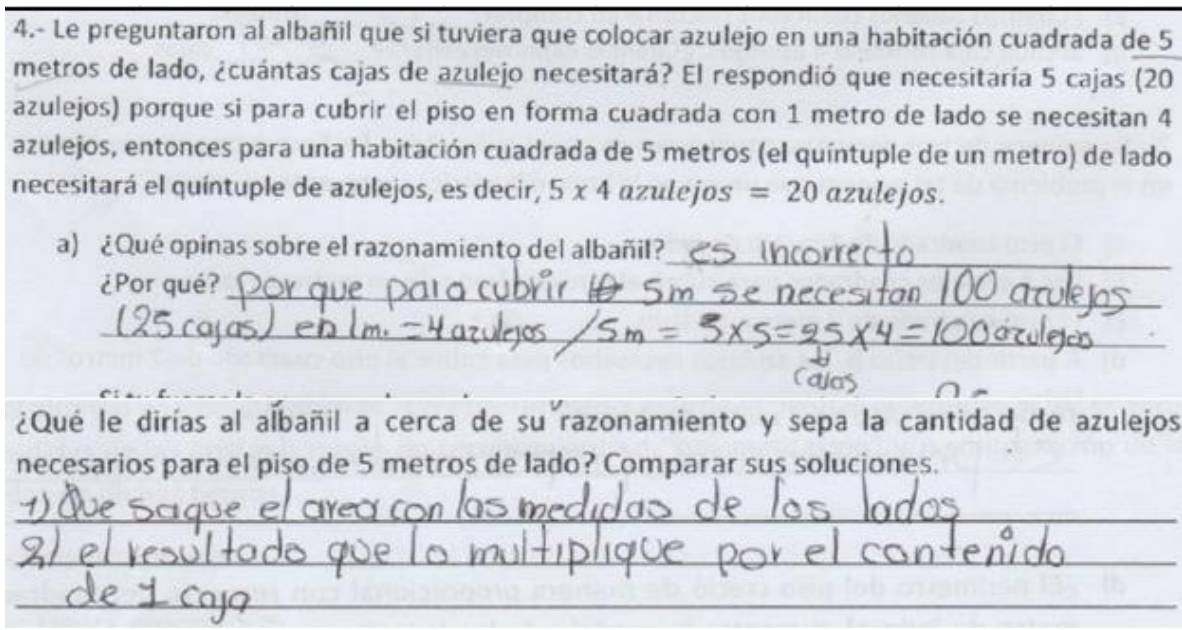 4.- Le preguntaron al albañil que si tuviera que colocar azulejo en una habitación cuadrada de 5
metros de lado, ¿cuántas cajas de azulejo necesitará? El respondió que necesitaría 5 cajas (20
azulejos) porque si para cubrir el piso en forma cuadrada con 1 metro de lado se necesitan 4
azulejos, entonces para una habitación cuadrada de 5 metros (el quíntuple de un metro) de lado
necesitará el quíntuple de azulejos, es decir, 5 x 4 azulejos = 20 azulejos.
a) ¿Qué opinas sobre el razonamiento del albañil? es incorrecto
¿Por qué? por que para cubrir 5m se necesitan 100 azulejos
(25 cajas) en 1m. = 4 azulejos / 5m = 5x5=25x4=100 azulejos
cajas
¿Qué le dirías al albañil a cerca de su razonamiento y sepa la cantidad de azulejos
necesarios para el piso de 5 metros de lado? Comparar sus soluciones.
1) Que saque el area con las medidas de los lados
2) el resultado que lo multiplique por el contenido
de 1 caja